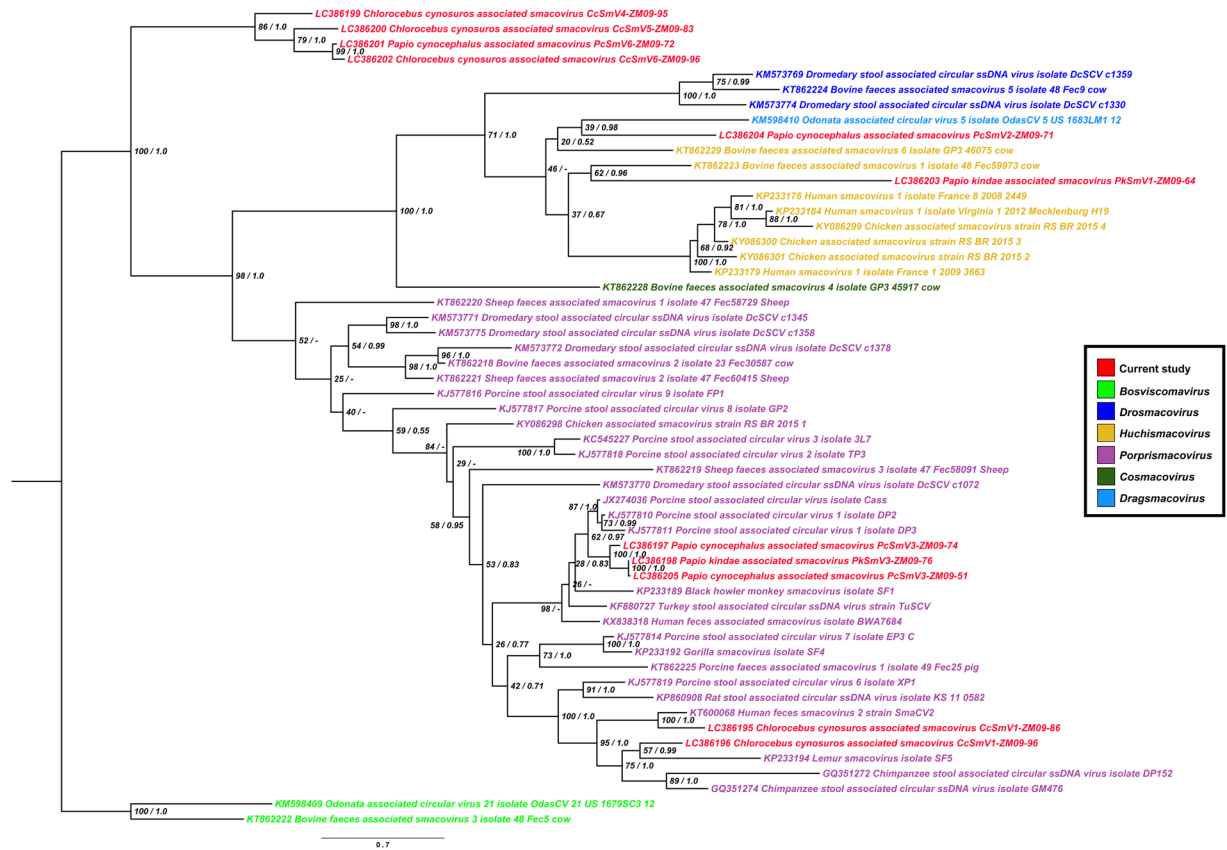 LC386199 Chlorocebus cynosuros associated smacovirus CcSmV4-ZM09-95
86 / 1.0
LC386200 Chlorocebus cynosuros associated smacovirus CcSmV5-ZM09-83
79 / 1.0
LC386201 Papio cynocephalus associated smacovirus PcSmV6-ZM09-72
99 / 1.0
LC386202 Chlorocebus cynosuros associated smacovirus CcSmV6-ZM09-96
KM573769 Dromedary stool associated circular ssDNA virus isolate DcSCV c1359
75 / 0.99
KT862224 Bovine faeces associated smacovirus 5 isolate 48 Fec9 cow
100 / 1.0
KM573774 Dromedary stool associated circular ssDNA virus isolate DcSCV c1330
KM598410 Odonata associated circular virus 5 isolate OdasCV 5 US 1683LM1 12
39 / 0.98
71 / 1.0
LC386204 Papio cynocephalus associated smacovirus PcSmV2-ZM09-71
20 / 0.52
KT862229 Bovine faeces associated smacovirus 6 isolate GP3 46075 cow
100 / 1.0
KT862223 Bovine faeces associated smacovirus 1 isolate 48 Fec59973 cow
46 / -
62 / 0.96
LC386203 Papio kindae associated smacovirus PkSmV1-ZM09-64
KP233176 Human smacovirus 1 isolate France 8 2008 2449
81 / 1.0
100 / 1.0
37 / 0.67
KP233184 Human smacovirus 1 isolate Virginia 1 2012 Mecklenburg H19
88 / 1.0
78 / 1.0
KY086299 Chicken associated smacovirus strain RS BR 2015 4
KY086300 Chicken associated smacovirus strain RS BR 2015 3
68 / 0.92
KY086301 Chicken associated smacovirus strain RS BR 2015 2
100 / 1.0
KP233179 Human smacovirus 1 isolate France 1 2009 3663
98 / 1.0
KT862228 Bovine faeces associated smacovirus 4 isolate GP3 45917 cow
KT862220 Sheep faeces associated smacovirus 1 isolate 47 Fec58729 Sheep
KM573771 Dromedary stool associated circular ssDNA virus isolate DcSCV c1345
98 / 1.0
KM573775 Dromedary stool associated circular ssDNA virus isolate DcSCV c1358
52 / -
54 / 0.99
KM573772 Dromedary stool associated circular ssDNA virus isolate DcSCV c1378
96 / 1.0
KT862218 Bovine faeces associated smacovirus 2 isolate 23 Fec30587 cow
98 / 1.0
KT862221 Sheep faeces associated smacovirus 2 isolate 47 Fec60415 Sheep
25 / -
KJ577816 Porcine stool associated circular virus 9 isolate FP1
40 / -
KJ577817 Porcine stool associated circular virus 8 isolate GP2
KY086298 Chicken associated smacovirus strain RS BR 2015 1
59 / 0.55
KC545227 Porcine stool associated circular virus 3 isolate 3L7
84 / -
100 / 1.0
KJ577818 Porcine stool associated circular virus 2 isolate TP3
29 / -
KT862219 Sheep faeces associated smacovirus 3 isolate 47 Fec58091 Sheep
KM573770 Dromedary stool associated circular ssDNA virus isolate DcSCV c1072
JX274036 Porcine stool associated circular virus isolate Cass
87 / 1.0
KJ577810 Porcine stool associated circular virus 1 isolate DP2
73 / 0.99
58 / 0.95
KJ577811 Porcine stool associated circular virus 1 isolate DP3
62 / 0.97
LC386197 Papio cynocephalus associated smacovirus PcSmV3-ZM09-74
100 / 1.0
LC386198 Papio kindae associated smacovirus PkSmV3-ZM09-76
28 / 0.83
53 / 0.83
100 / 1.0
LC386205 Papio cynocephalus associated smacovirus PcSmV3-ZM09-51
26 / -
KP233189 Black howler monkey smacovirus isolate SF1
KF880727 Turkey stool associated circular ssDNA virus strain TuSCV
98 / -
KX838318 Human feces associated smacovirus isolate BWA7684
KJ577814 Porcine stool associated circular virus 7 isolate EP3 C
100 / 1.0
26 / 0.77
KP233192 Gorilla smacovirus isolate SF4
73 / 1.0
KT862225 Porcine faeces associated smacovirus 1 isolate 49 Fec25 pig
KJ577819 Porcine stool associated circular virus 6 isolate XP1
42 / 0.71
91 / 1.0
KP860908 Rat stool associated circular ssDNA virus isolate KS 11 0582
KT600068 Human feces smacovirus 2 strain SmaCV2
100 / 1.0
100 / 1.0
LC386195 Chlorocebus cynosuros associated smacovirus CcSmV1-ZM09-86
LC386196 Chlorocebus cynosuros associated smacovirus CcSmV1-ZM09-96
95 / 1.0
57 / 0.99
KP233194 Lemur smacovirus isolate SF5
75 / 1.0
GQ351272 Chimpanzee stool associated circular ssDNA virus isolate DP152
89 / 1.0
GQ351274 Chimpanzee stool associated circular ssDNA virus isolate GM476
KM598409 Odonata associated circular virus 21 isolate OdasCV 21 US 1679SC3 12
100 / 1.0
KT862222 Bovine faeces associated smacovirus 3 isolate 48 Fec5 cow
0.7
Current study
Bosviscomavirus
Drosmacovirus
Huchismacovirus
Porprismacovirus
Cosmacovirus
Dragsmacovirus